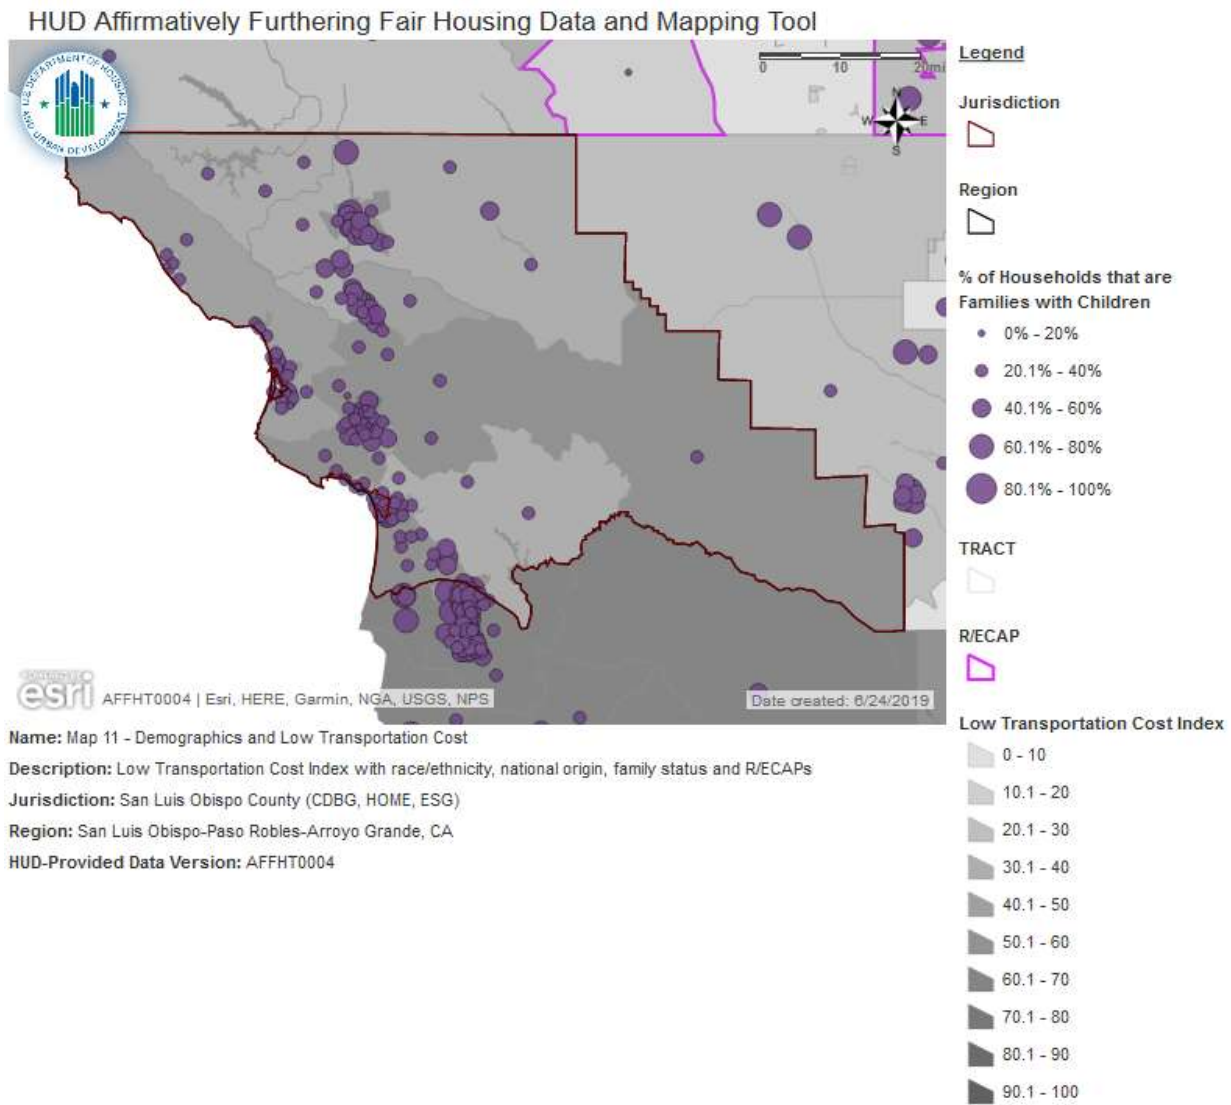 HUD Affirmatively Furthering Fair Housing Data and Mapping Tool
U.S. DEPARTMENT OF HOUSING
AND URBAN DEVELOPMENT
0 10 20mi
N
W E
S
esri
AFFHT0004 | Esri, HERE, Garmin, NGA, USGS, NPS
Date created: 6/24/2019
Name: Map 11 - Demographics and Low Transportation Cost
Description: Low Transportation Cost Index with race/ethnicity, national origin, family status and R/ECAPs
Jurisdiction: San Luis Obispo County (CDBG, HOME, ESG)
Region: San Luis Obispo-Paso Robles-Arroyo Grande, CA
HUD-Provided Data Version: AFFHT0004
Legend
Jurisdiction
Region
% of Households that are
Families with Children
0% - 20%
20.1% - 40%
40.1% - 60%
60.1% - 80%
80.1% - 100%
TRACT
R/ECAP
Low Transportation Cost Index
0 - 10
10.1 - 20
20.1 - 30
30.1 - 40
40.1 - 50
50.1 - 60
60.1 - 70
70.1 - 80
80.1 - 90
90.1 - 100